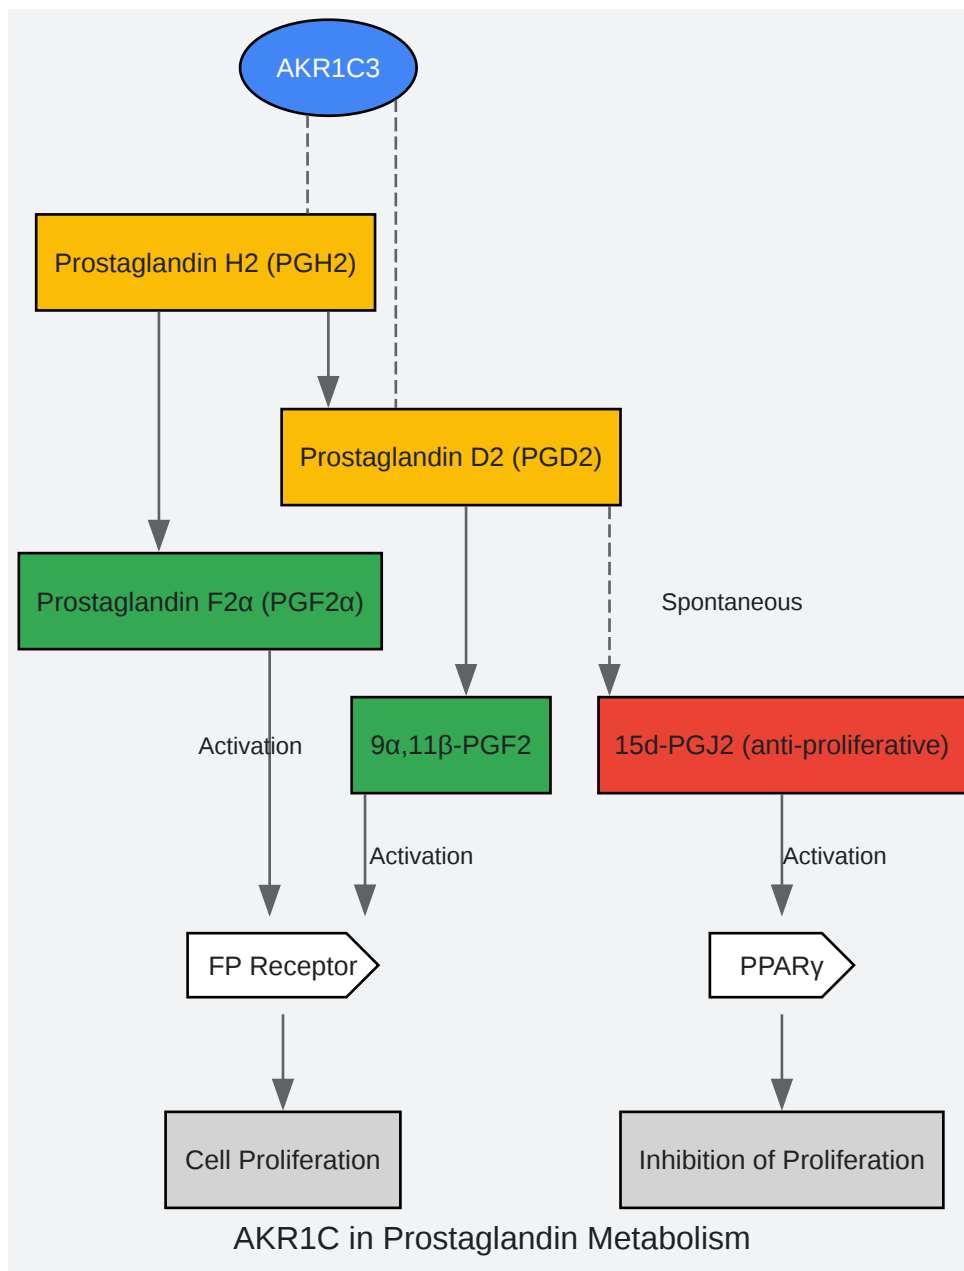 AKR1C3
Prostaglandin H2 (PGH2)
Prostaglandin D2 (PGD2)
Prostaglandin F2α (PGF2α)
Spontaneous
Activation
9α,11β-PGF2
15d-PGJ2 (anti-proliferative)
Activation
Activation
FP Receptor
PPARγ
Cell Proliferation
Inhibition of Proliferation
AKR1C in Prostaglandin Metabolism